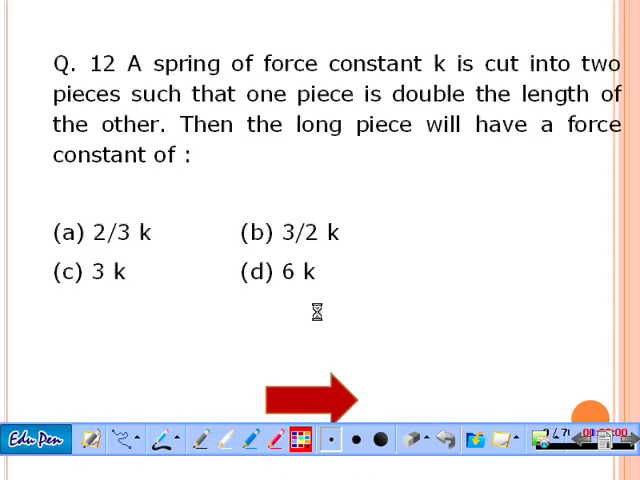 Q. 12 A spring of force constant k is cut into two
pieces such that one piece is double the length of
the other. Then the long piece will have a force
constant of :
(a) 2/3 k (b) 3/2 k
(c) 3 k (d) 6 k
Edu Pen